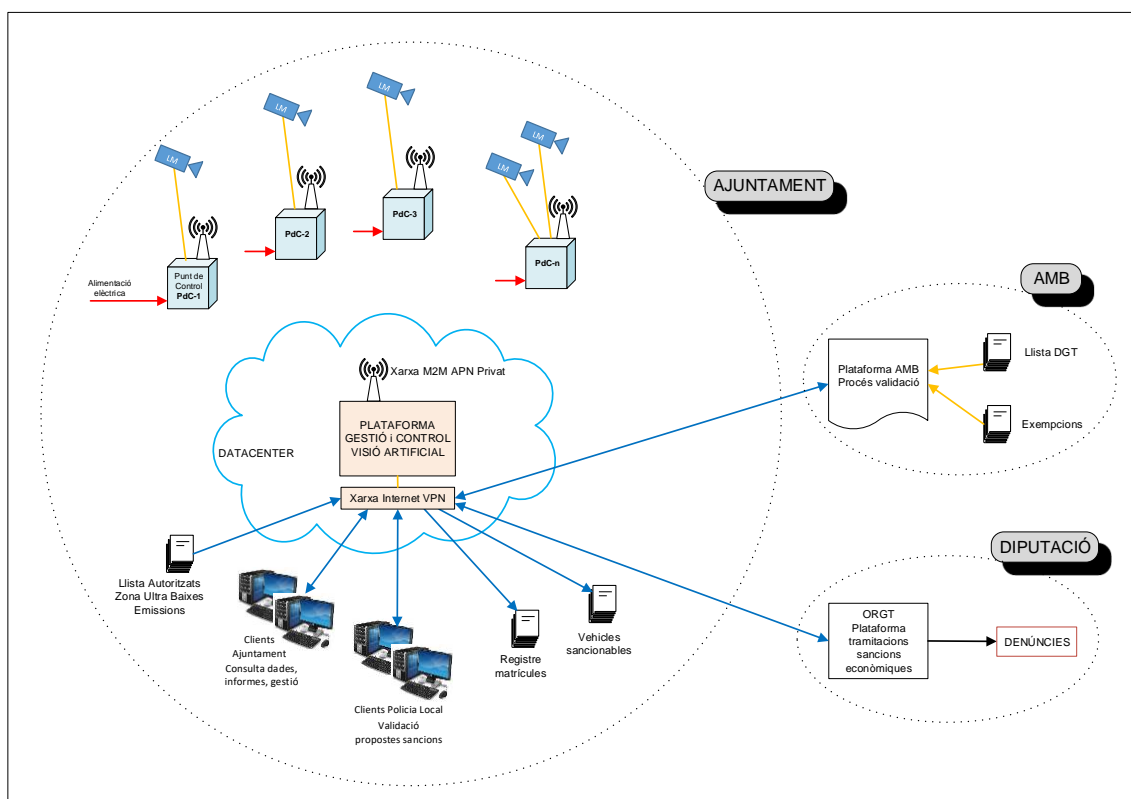 LM
LM
LM
LM
LM
AJUNTAMENT
PdC-1
Punt de
Control
PdC-2
PdC-3
PdC-n
Alimentació
elèctrica
AMB
Xarxa M2M APN Privat
PLATAFORMA
GESTIÓ i CONTROL
VISIÓ ARTIFICIAL
DATACENTER
Xarxa Internet VPN
Plataforma AMB
Procés validació
Llista DGT
Exempcions
Llista Autoritzats
Zona Ultra Baixes
Emissions
Clients
Ajuntament
Consulta dades,
informes, gestió
Clients Policia Local
Validació
propostes sancions
Registre
matrícules
Vehicles
sancionables
DIPUTACIÓ
ORGT
Plataforma
tramitacions
sancions
econòmiques
DENÚNCIES